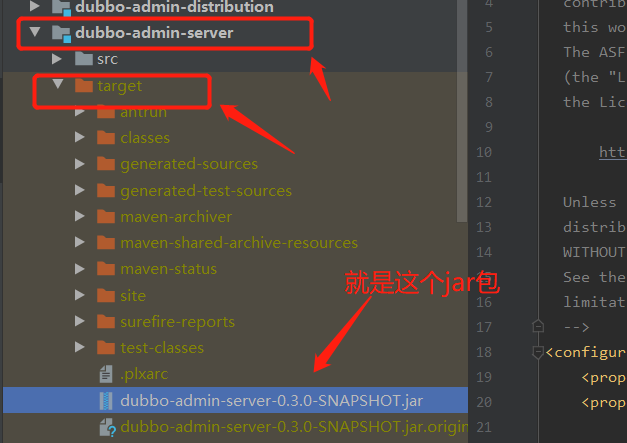 dubbo-admin-distribution
dubbo-admin-server
src
target
antrun
classes
generated-sources
generated-test-sources
maven-archiver
maven-shared-archive-resources
maven-status
site
surefire-reports
test-classes
.plxarc
dubbo-admin-server-0.3.0-SNAPSHOT.jar
dubbo-admin-server-0.3.0-SNAPSHOT.jar.origin
就是这个jar包
4 contrib
5 this wo
6 The ASF
7 (the "L
8 the Lic
9
10 htt
11
12 Unless
13 distrib
14 WITHOUT
15 See the
16 limitat
17 -->
18 <configur
19 <prop
20 <prop
21